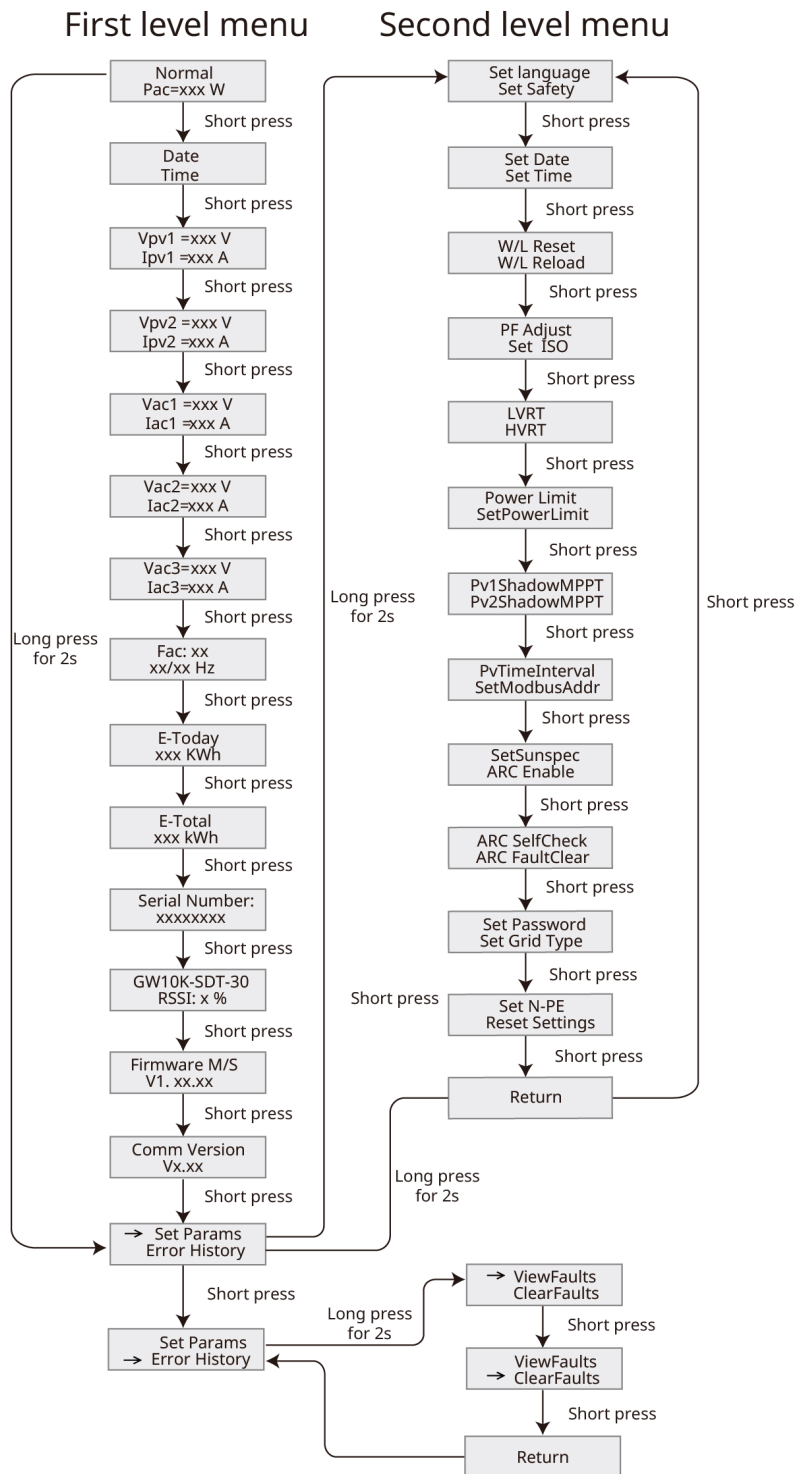 First level menu
Normal
Pac=xxx W
Short press
Date
Time
Short press
Vpv1 =xxx V
Ipv1 =xxx A
Short press
Vpv2 =xxx V
Ipv2 =xxx A
Short press
Vac1 =xxx V
Iac1 =xxx A
Short press
Vac2=xxx V
Iac2=xxx A
Short press
Vac3=xxx V
Iac3=xxx A
Short press
Long press
for 2s
Fac: xx
xx/xx Hz
Short press
E-Today
xxx KWh
Short press
E-Total
xxx kWh
Short press
Serial Number:
xxxxxxxx
Short press
GW10K-SDT-30
RSSI: x %
Short press
Firmware M/S
V1. xx.xx
Short press
Comm Version
Vx.xx
Short press
→ Set Params
Error History
Short press
Set Params
→ Error History
Second level menu
Long press
for 2s
Set language
Set Safety
Short press
Set Date
Set Time
Short press
W/L Reset
W/L Reload
Short press
PF Adjust
Set ISO
Short press
LVRT
HVRT
Short press
Power Limit
SetPowerLimit
Short press
Pv1ShadowMPPT
Pv2ShadowMPPT
Short press
PvTimeInterval
SetModbusAddr
Short press
SetSunspec
ARC Enable
Short press
ARC SelfCheck
ARC FaultClear
Short press
Set Password
Set Grid Type
Short press
Short press
Set N-PE
Reset Settings
Short press
Return
Short press
Long press
for 2s
Long press
for 2s
→ ViewFaults
ClearFaults
Short press
ViewFaults
→ ClearFaults
Short press
Return